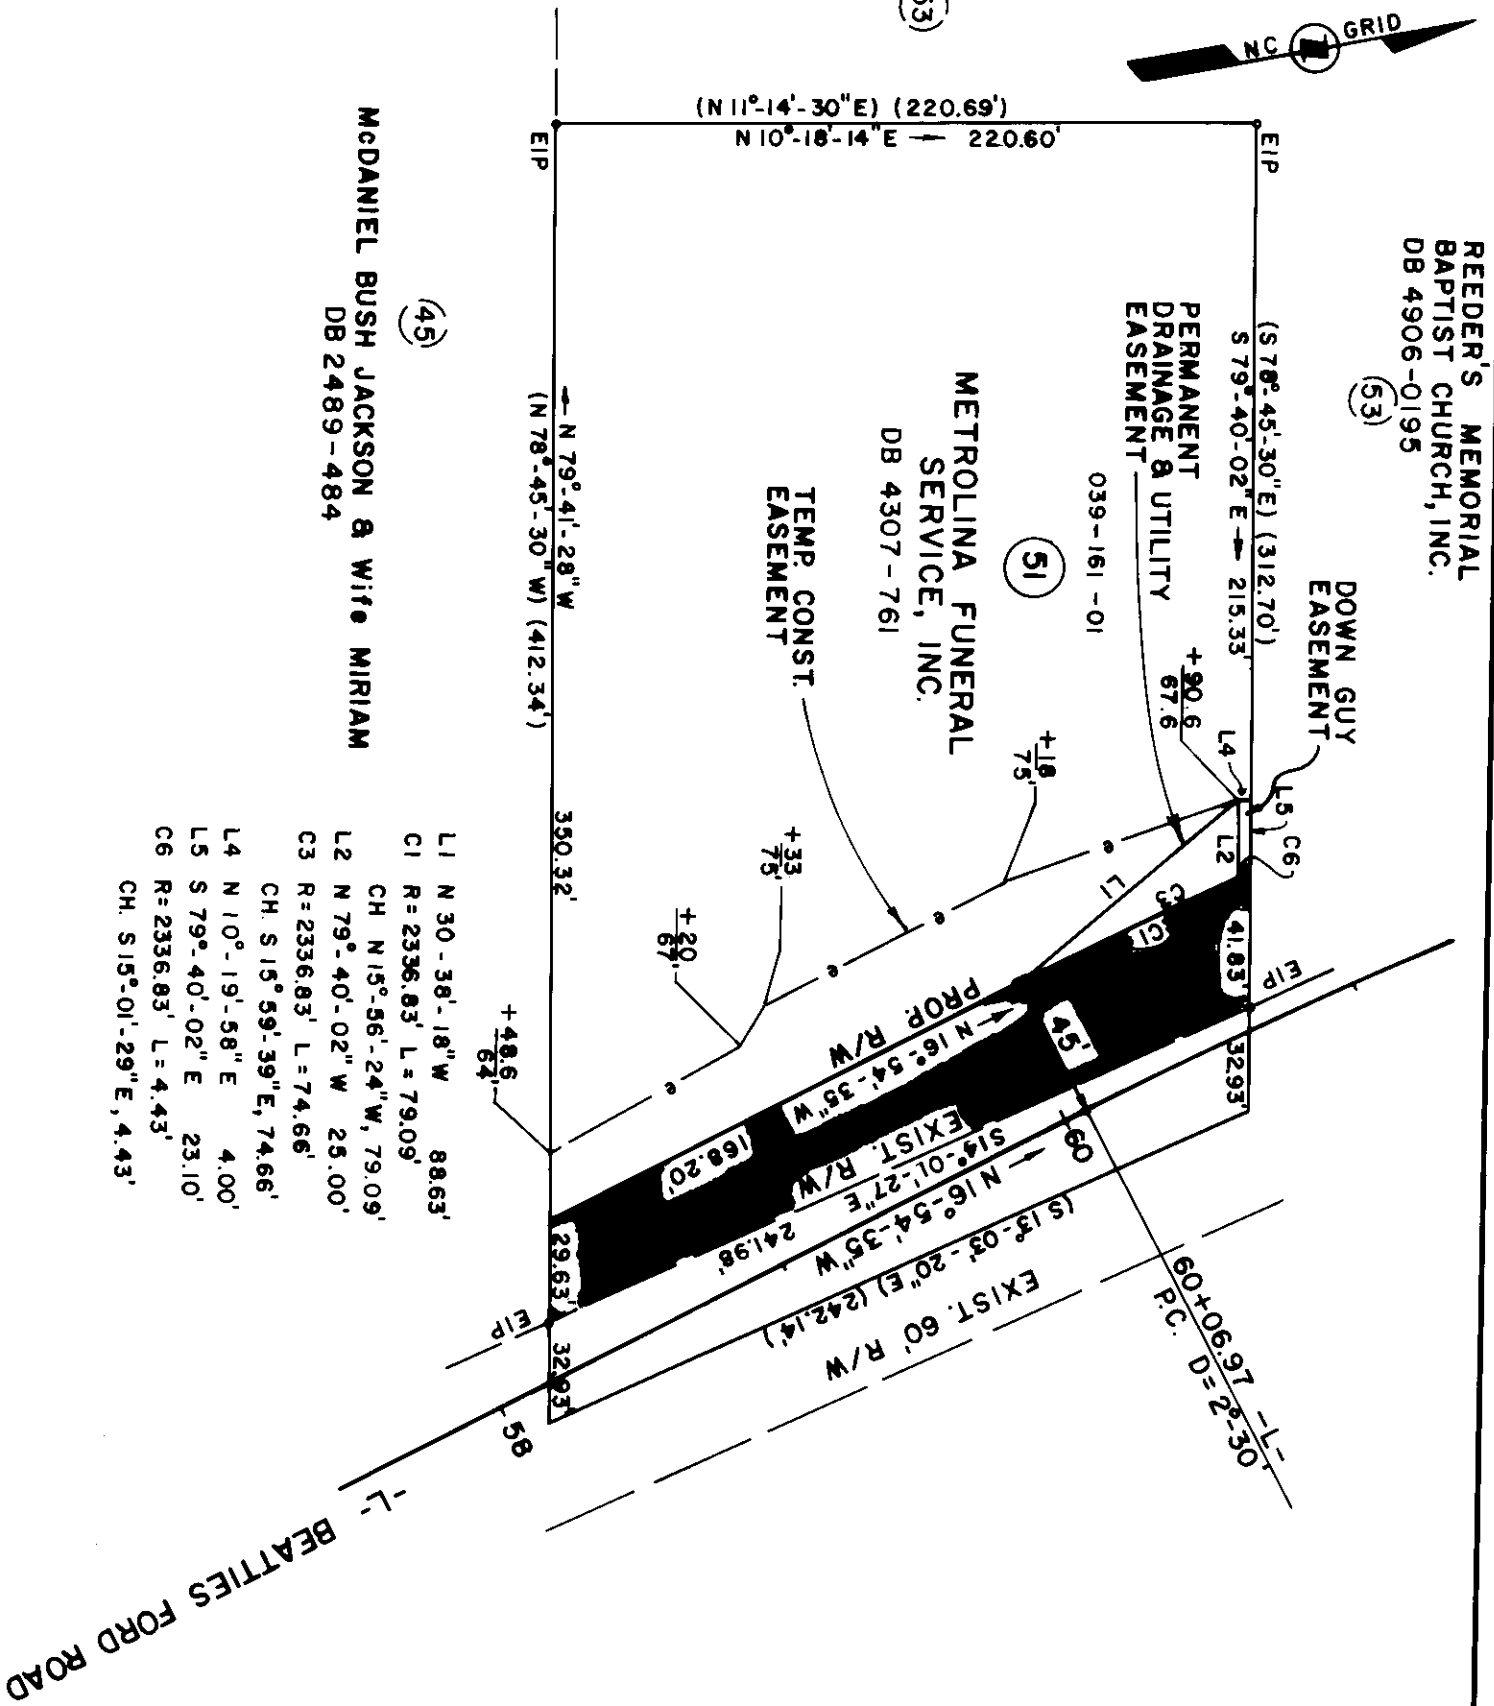 53
NC GRID
(N 11°-14'-30"E) (220.69')
N 10°-18'-14"E → 220.60'
EIP
EIP
REEDER'S MEMORIAL
BAPTIST CHURCH, INC.
DB 4906-0195
(53)
(S 78°-45'-30"E) (312.70')
S 79°-40'-02"E → 215.33'
DOWN GUY
EASEMENT
PERMANENT
DRAINAGE & UTILITY
EASEMENT
039-161-01
51
METROLINA FUNERAL
SERVICE, INC.
DB 4307-761
TEMP. CONST.
EASEMENT
← N 79°-41'-28"W
(N 78°-45'-30"W) (412.34')
(45)
McDANIEL BUSH JACKSON & Wife MIRIAM
DB 2489-484
+90.6
67.6
L4
L5
C6
L2
+18
75'
e
L1
C3
C1
41.83'
EIP
32.93'
+33
75'
e
e
+20
67'
e
+48.6
64'
350.32'
PROP. R/W
N 16°-54'-35"W →
168.20'
45'
EXIST. R/W
S14°-01'-27"E 241.98'
N 16°-54'-35"W →
(S 13°-03'-20"E) (242.14')
EXIST. 60' R/W
60
60+06.97 -L-
P.C. D=2°-30'
29.63'
EIP
32.93'
58
-L- BEATTIES FORD ROAD
L1 N 30-38'-18"W 88.63'
C1 R=2336.83' L=79.09'
CH N 15°-56'-24"W, 79.09'
L2 N 79°-40'-02"W 25.00'
C3 R=2336.83' L=74.66'
CH. S 15°59'-39"E, 74.66'
L4 N 10°-19'-58"E 4.00'
L5 S 79°-40'-02"E 23.10'
C6 R=2336.83' L=4.43'
CH. S 15°-01'-29"E, 4.43'